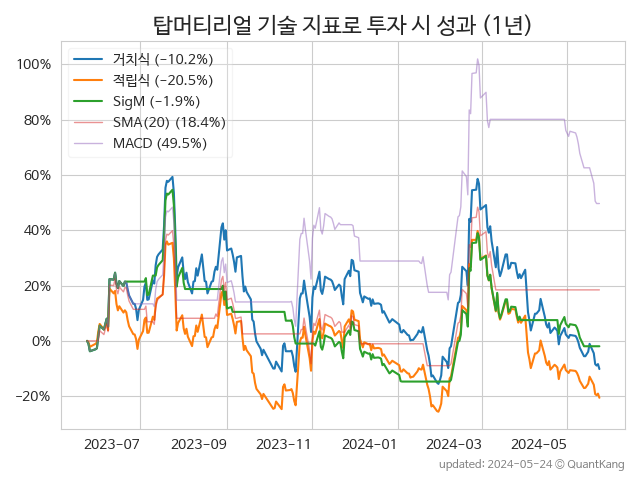 탑머티리얼 기술 지표로 투자 시 성과 (1년)
거치식 (−10.2%)
적립식 (−20.5%)
SigM (−1.9%)
SMA(20) (18.4%)
MACD (49.5%)
100%
80%
60%
40%
20%
0%
−20%
2023-07
2023-09
2023-11
2024-01
2024-03
2024-05
updated: 2024-05-24 © QuantKang